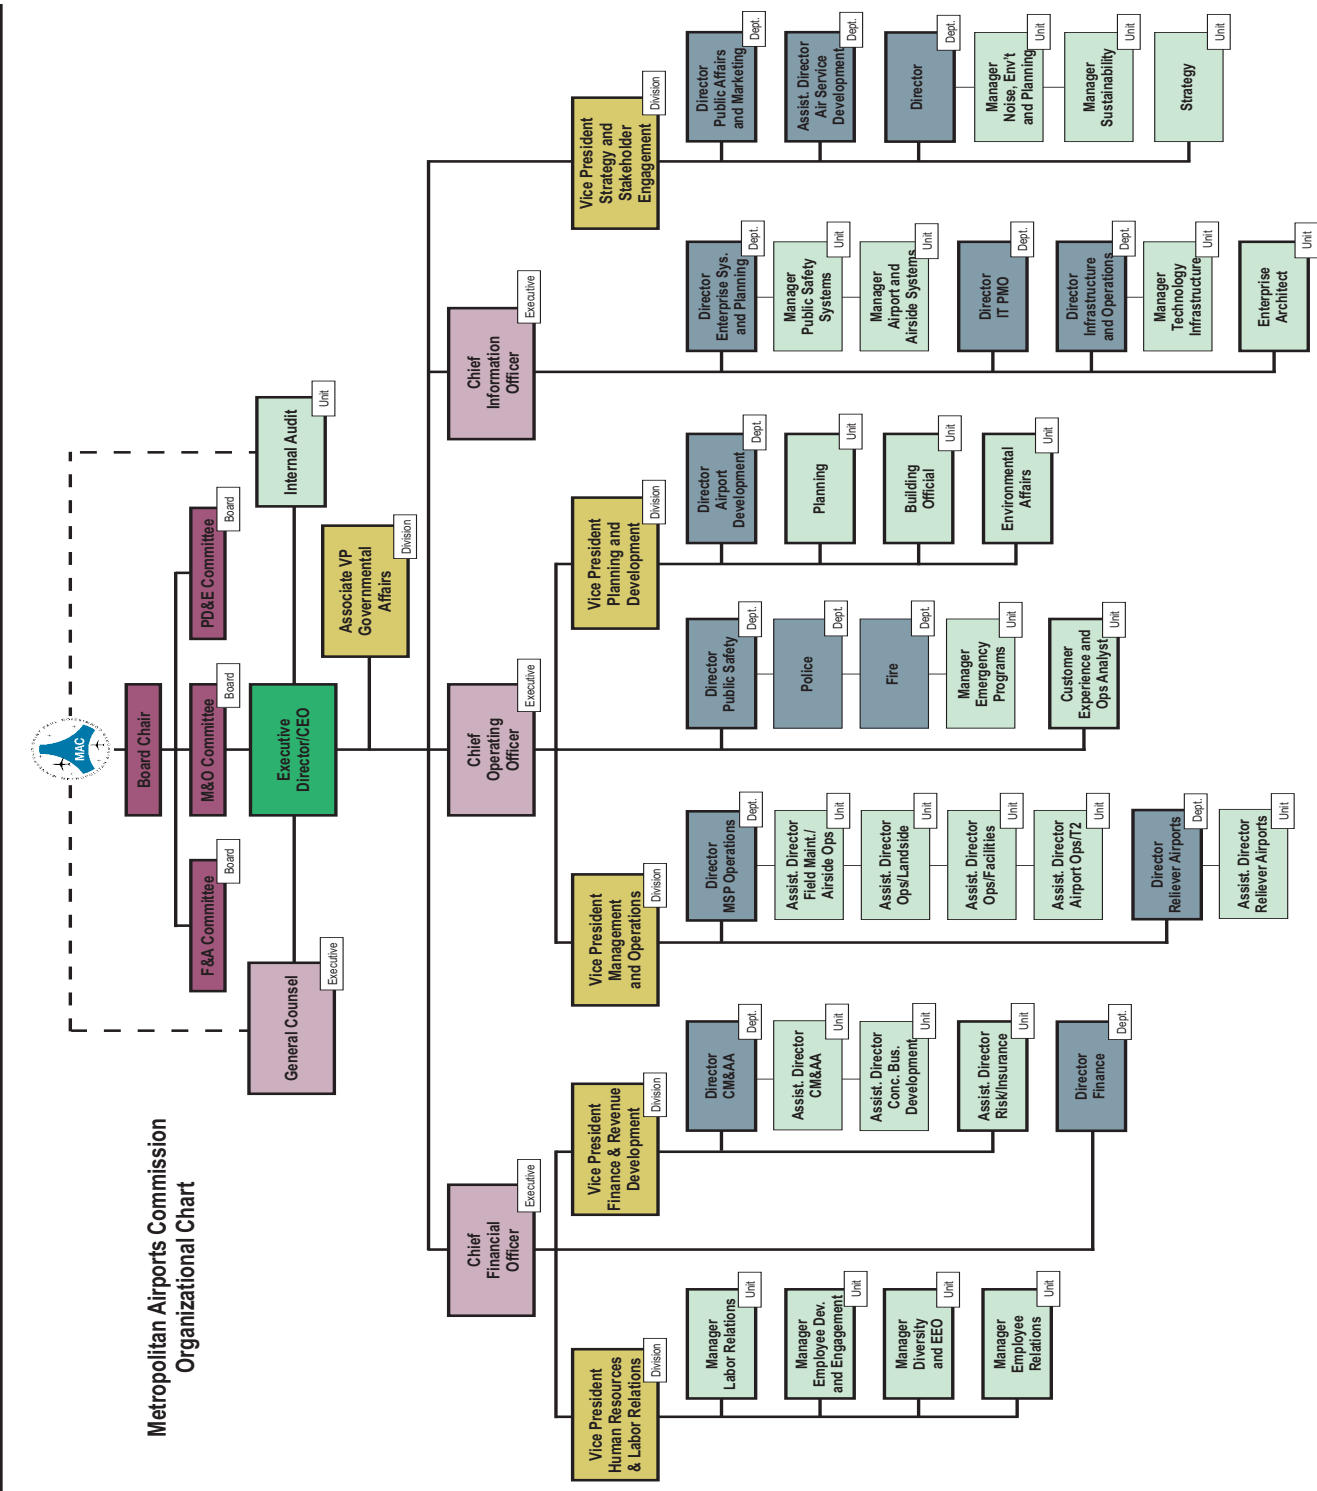 Metropolitan Airports Commission
Organizational Chart
MAC
Board Chair
F&A Committee
Board
M&O Committee
Board
PD&E Committee
Board
General Counsel
Executive
Executive
Director/CEO
Internal Audit
Unit
Associate VP
Governmental
Affairs
Division
Chief
Financial
Officer
Executive
Chief
Operating
Officer
Executive
Chief
Information
Officer
Executive
Vice President
Human Resources
& Labor Relations
Division
Manager
Labor Relations
Unit
Manager
Employee Dev.
and Engagement
Unit
Manager
Diversity
and EEO
Unit
Manager
Employee
Relations
Unit
Vice President
Finance & Revenue
Development
Division
Director
CM&AA
Dept.
Assist. Director
CM&AA
Unit
Assist. Director
Conc. Bus.
Development
Unit
Assist. Director
Risk/Insurance
Unit
Director
Finance
Dept.
Vice President
Management
and Operations
Division
Director
MSP Operations
Dept.
Assist. Director
Field Maint./
Airside Ops
Unit
Assist. Director
Ops/Landside
Unit
Assist. Director
Ops/Facilities
Unit
Assist. Director
Airport Ops/T2
Unit
Director
Reliever Airports
Dept.
Assist. Director
Reliever Airports
Unit
Director
Public Safety
Dept.
Police
Dept.
Fire
Dept.
Manager
Emergency
Programs
Unit
Customer
Experience and
Ops Analyst
Unit
Vice President
Planning and
Development
Division
Director
Airport
Development
Dept.
Planning
Unit
Building
Official
Unit
Environmental
Affairs
Unit
Director
Enterprise Sys.
and Planning
Dept.
Manager
Public Safety
Systems
Unit
Manager
Airport and
Airside Systems
Unit
Director
IT PMO
Dept.
Director
Infrastructure
and Operations
Dept.
Manager
Technology
Infrastructure
Unit
Enterprise
Architect
Unit
Vice President
Strategy and
Stakeholder
Engagement
Division
Director
Public Affairs
and Marketing
Dept.
Assist. Director
Air Service
Development
Dept.
Director
Dept.
Manager
Noise, Env't
and Planning
Unit
Manager
Sustainability
Unit
Strategy
Unit